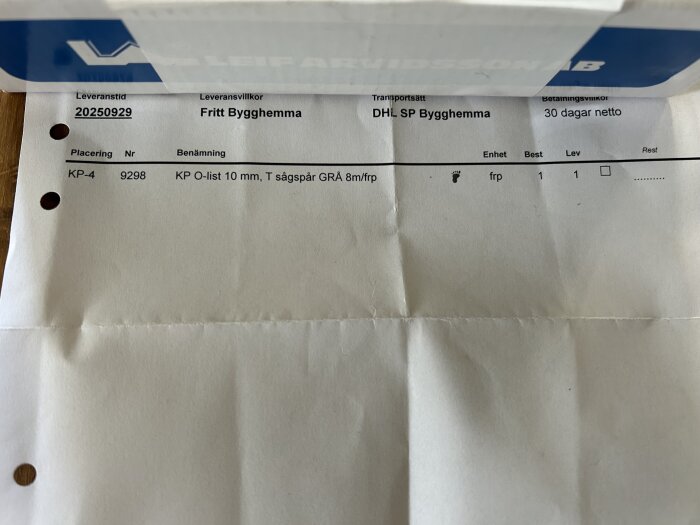 LEIF ARVIDSSON AB
Leveranstid Leveransvillkor Transportsätt Betalningsvillkor
20250929 Fritt Bygghemma DHL SP Bygghemma 30 dagar netto
Placering Nr Benämning Enhet Best Lev Rest
KP-4 9298 KP O-list 10 mm, T sågspår GRÅ 8m/frp frp 1 1 ..........